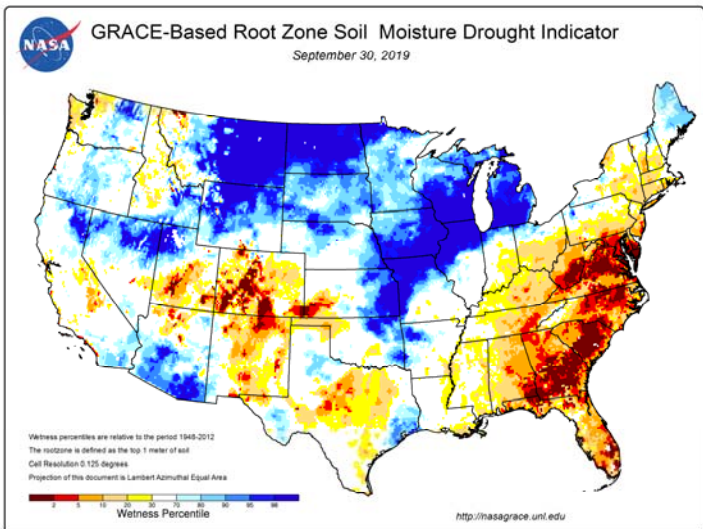 NASA
GRACE-Based Root Zone Soil Moisture Drought Indicator
September 30, 2019
Wetness percentiles are relative to the period 1948-2012
The rootzone is defined as the top 1 meter of soil
Cell Resolution 0.125 degrees
Projection of this document is Lambert Azimuthal Equal Area
2 5 10 20 30 70 80 90 95 98
Wetness Percentile
http://nasagrace.unl.edu